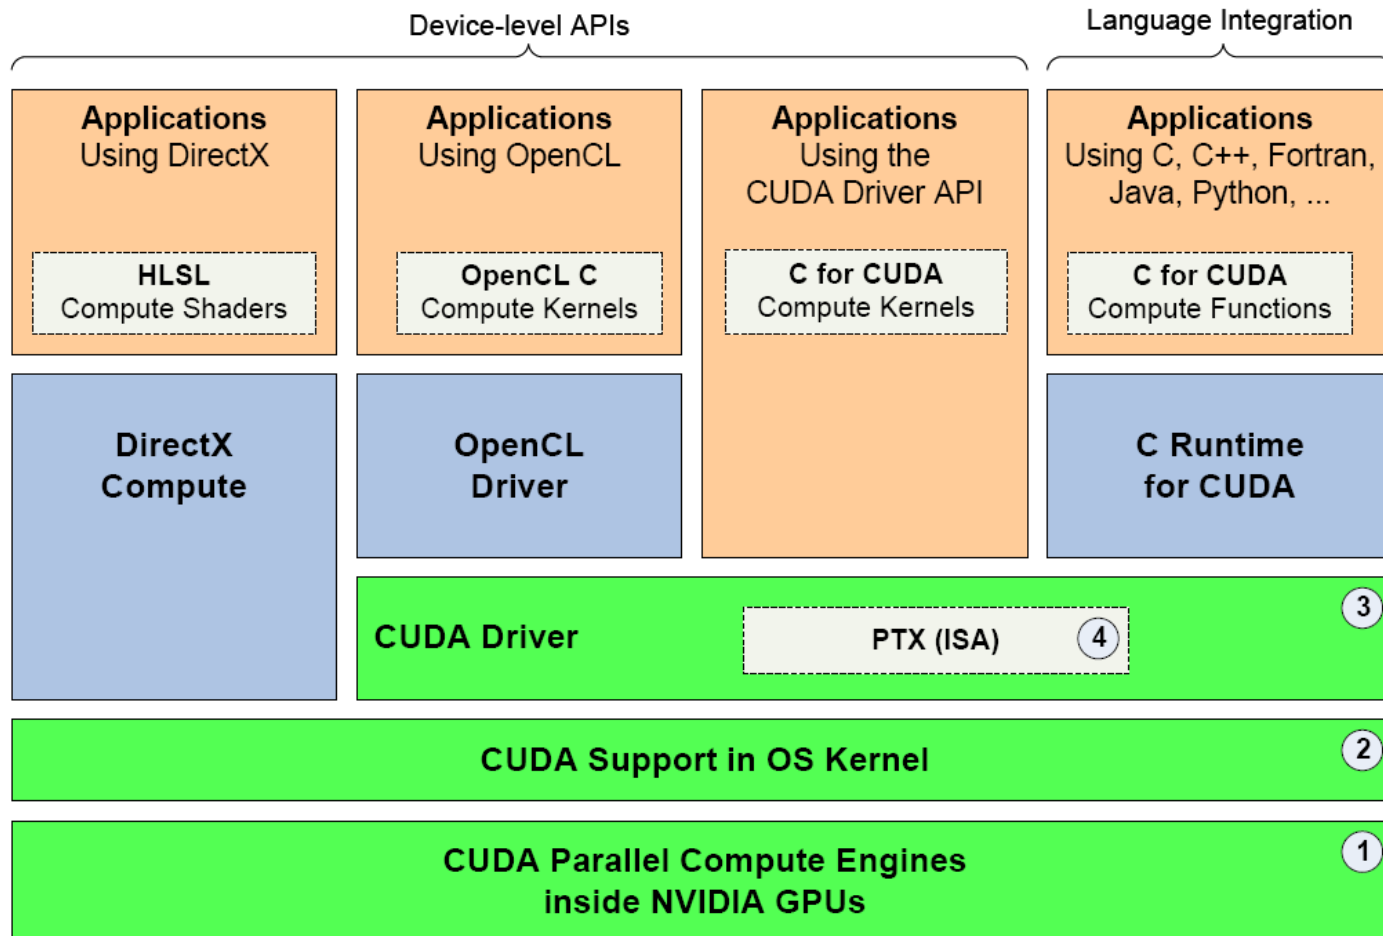 Device-level APIs
Language Integration
Applications
Using DirectX
HLSL
Compute Shaders
Applications
Using OpenCL
OpenCL C
Compute Kernels
Applications
Using the
CUDA Driver API
C for CUDA
Compute Kernels
Applications
Using C, C++, Fortran,
Java, Python, ...
C for CUDA
Compute Functions
DirectX
Compute
OpenCL
Driver
C Runtime
for CUDA
3
CUDA Driver
PTX (ISA)
4
CUDA Support in OS Kernel
2
CUDA Parallel Compute Engines
inside NVIDIA GPUs
1